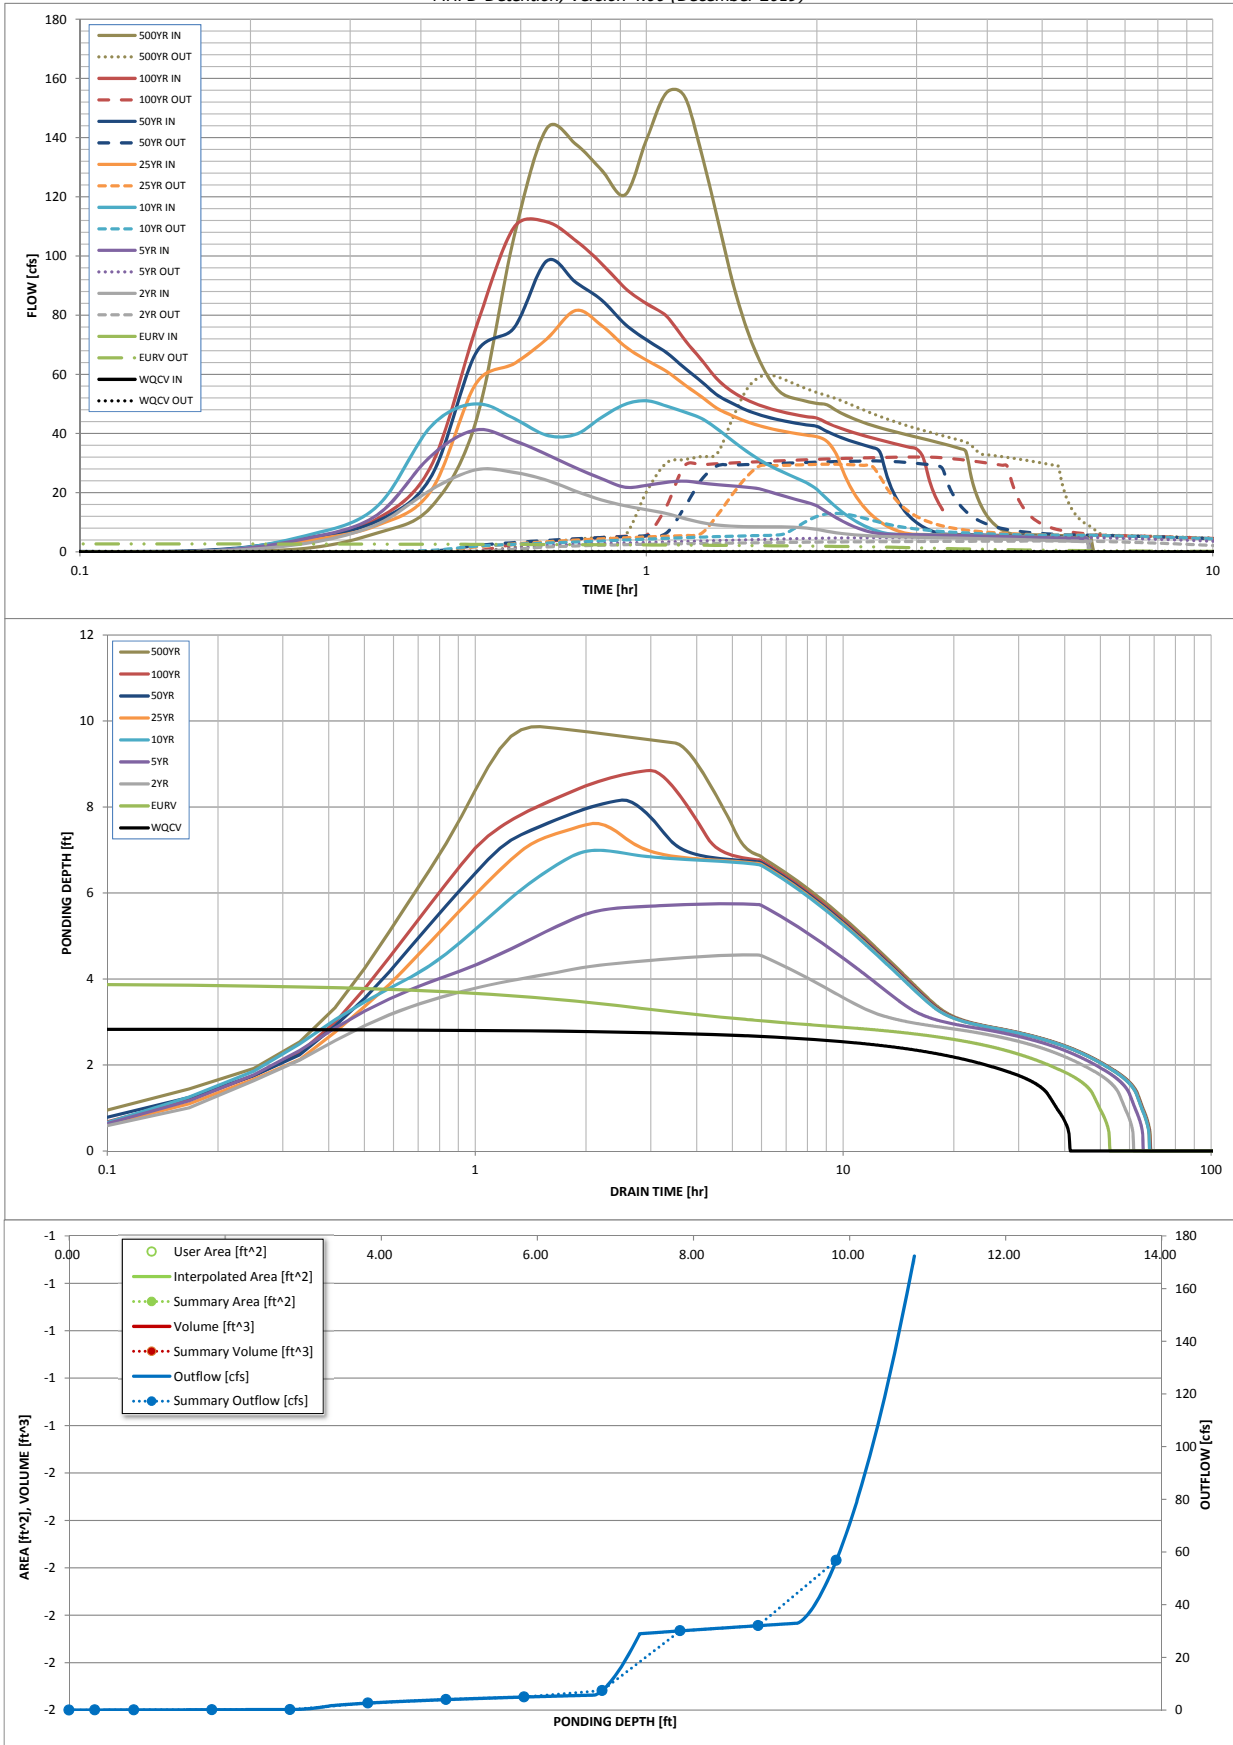 MHFD-Detention, Version 4.00 (December 2019)
180
160
140
120
100
80
60
40
20
0
FLOW [cfs]
500YR IN
500YR OUT
100YR IN
100YR OUT
50YR IN
50YR OUT
25YR IN
25YR OUT
10YR IN
10YR OUT
5YR IN
5YR OUT
2YR IN
2YR OUT
EURV IN
EURV OUT
WQCV IN
WQCV OUT
0.1
1
10
TIME [hr]
12
10
8
6
4
2
0
PONDING DEPTH [ft]
500YR
100YR
50YR
25YR
10YR
5YR
2YR
EURV
WQCV
0.1
1
10
100
DRAIN TIME [hr]
-1
-1
-1
-1
-1
-2
-2
-2
-2
-2
-2
AREA [ft^2], VOLUME [ft^3]
0.00
4.00
6.00
8.00
10.00
12.00
14.00
User Area [ft^2]
Interpolated Area [ft^2]
Summary Area [ft^2]
Volume [ft^3]
Summary Volume [ft^3]
Outflow [cfs]
Summary Outflow [cfs]
180
160
140
120
100
80
60
40
20
0
OUTFLOW [cfs]
PONDING DEPTH [ft]